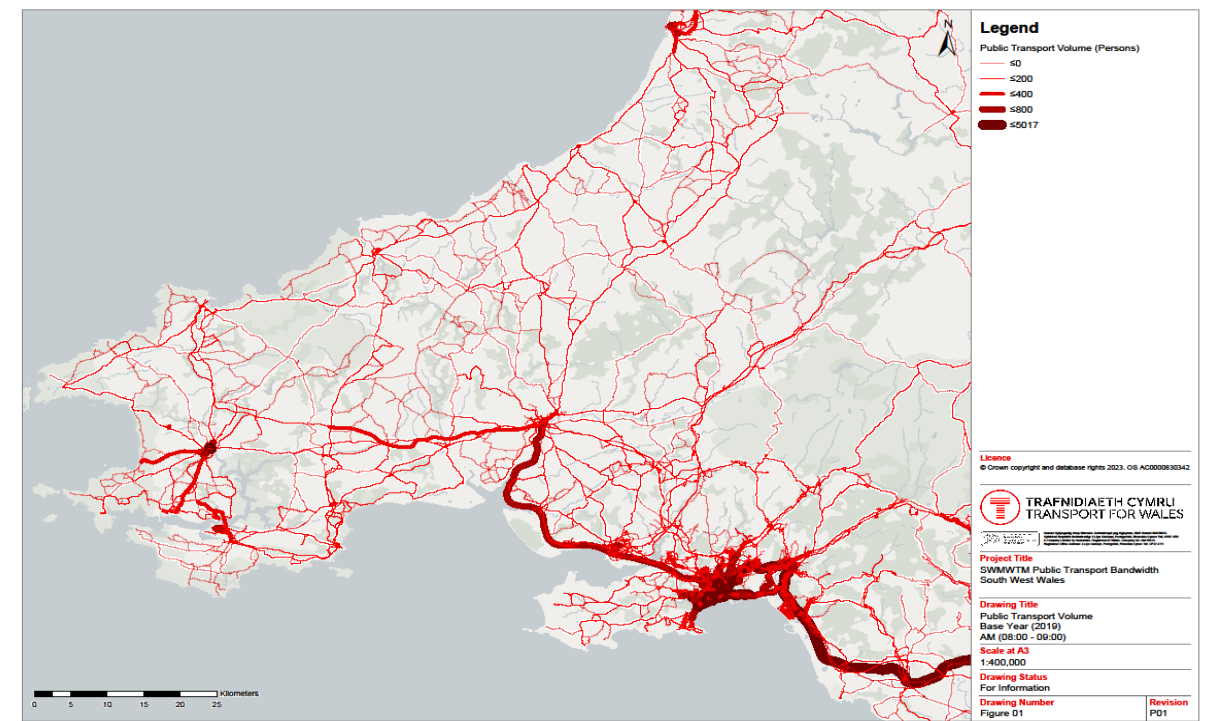 N
Legend
Public Transport Volume (Persons)
≤0
≤200
≤400
≤800
≤5017
Licence
© Crown copyright and database rights 2023. OS AC0000830342
TRAFNIDIAETH CYMRU
TRANSPORT FOR WALES
Project Title
SWMWTM Public Transport Bandwidth
South West Wales
Drawing Title
Public Transport Volume
Base Year (2019)
AM (08:00 - 09:00)
Scale at A3
1:400,000
Drawing Status
For Information
Drawing Number
Figure 01
Revision
P01
Kilometers
0 5 10 15 20 25